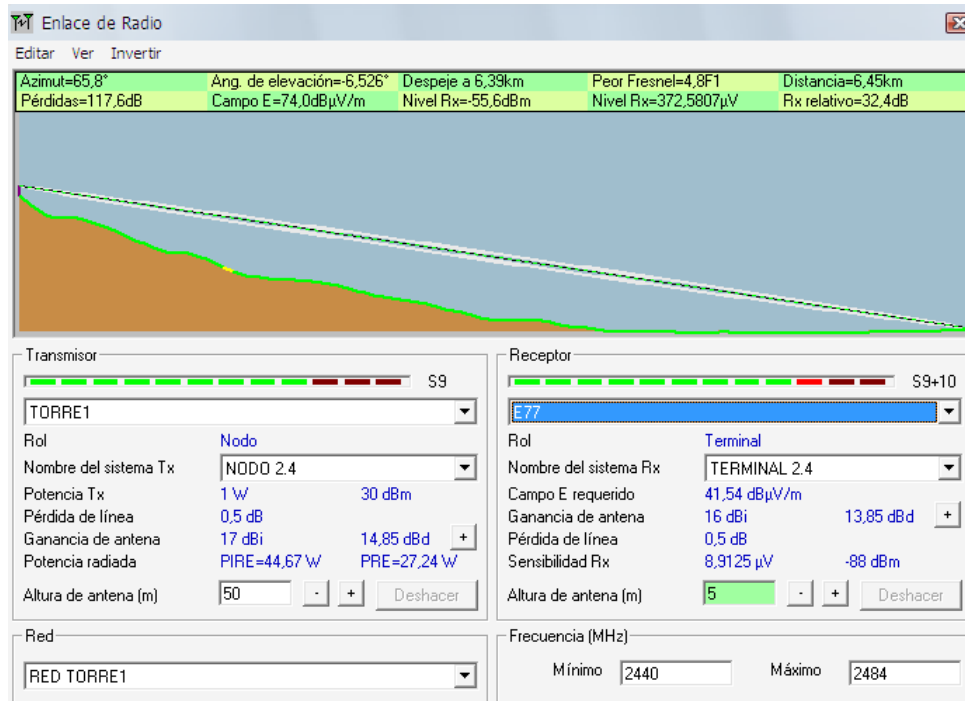 Enlace de Radio
Editar Ver Invertir
Azimut=65,8° Ang. de elevación=-6,526° Despeje a 6,39km Peor Fresnel=4,8F1 Distancia=6,45km
Pérdidas=117,6dB Campo E=74,0dBµV/m Nivel Rx=-55,6dBm Nivel Rx=372,5807µV Rx relativo=32,4dB
Transmisor
S9
TORRE1
Rol Nodo
Nombre del sistema Tx NODO 2.4
Potencia Tx 1 W 30 dBm
Pérdida de línea 0,5 dB
Ganancia de antena 17 dBi 14,85 dBd +
Potencia radiada PIRE=44,67 W PRE=27,24 W
Altura de antena (m) 50 - + Deshacer
Red
RED TORRE1
Receptor
S9+10
E77
Rol Terminal
Nombre del sistema Rx TERMINAL 2.4
Campo E requerido 41,54 dBµV/m
Ganancia de antena 16 dBi 13,85 dBd +
Pérdida de línea 0,5 dB
Sensibilidad Rx 8,9125 µV -88 dBm
Altura de antena (m) 5 - + Deshacer
Frecuencia (MHz)
Mínimo 2440 Máximo 2484